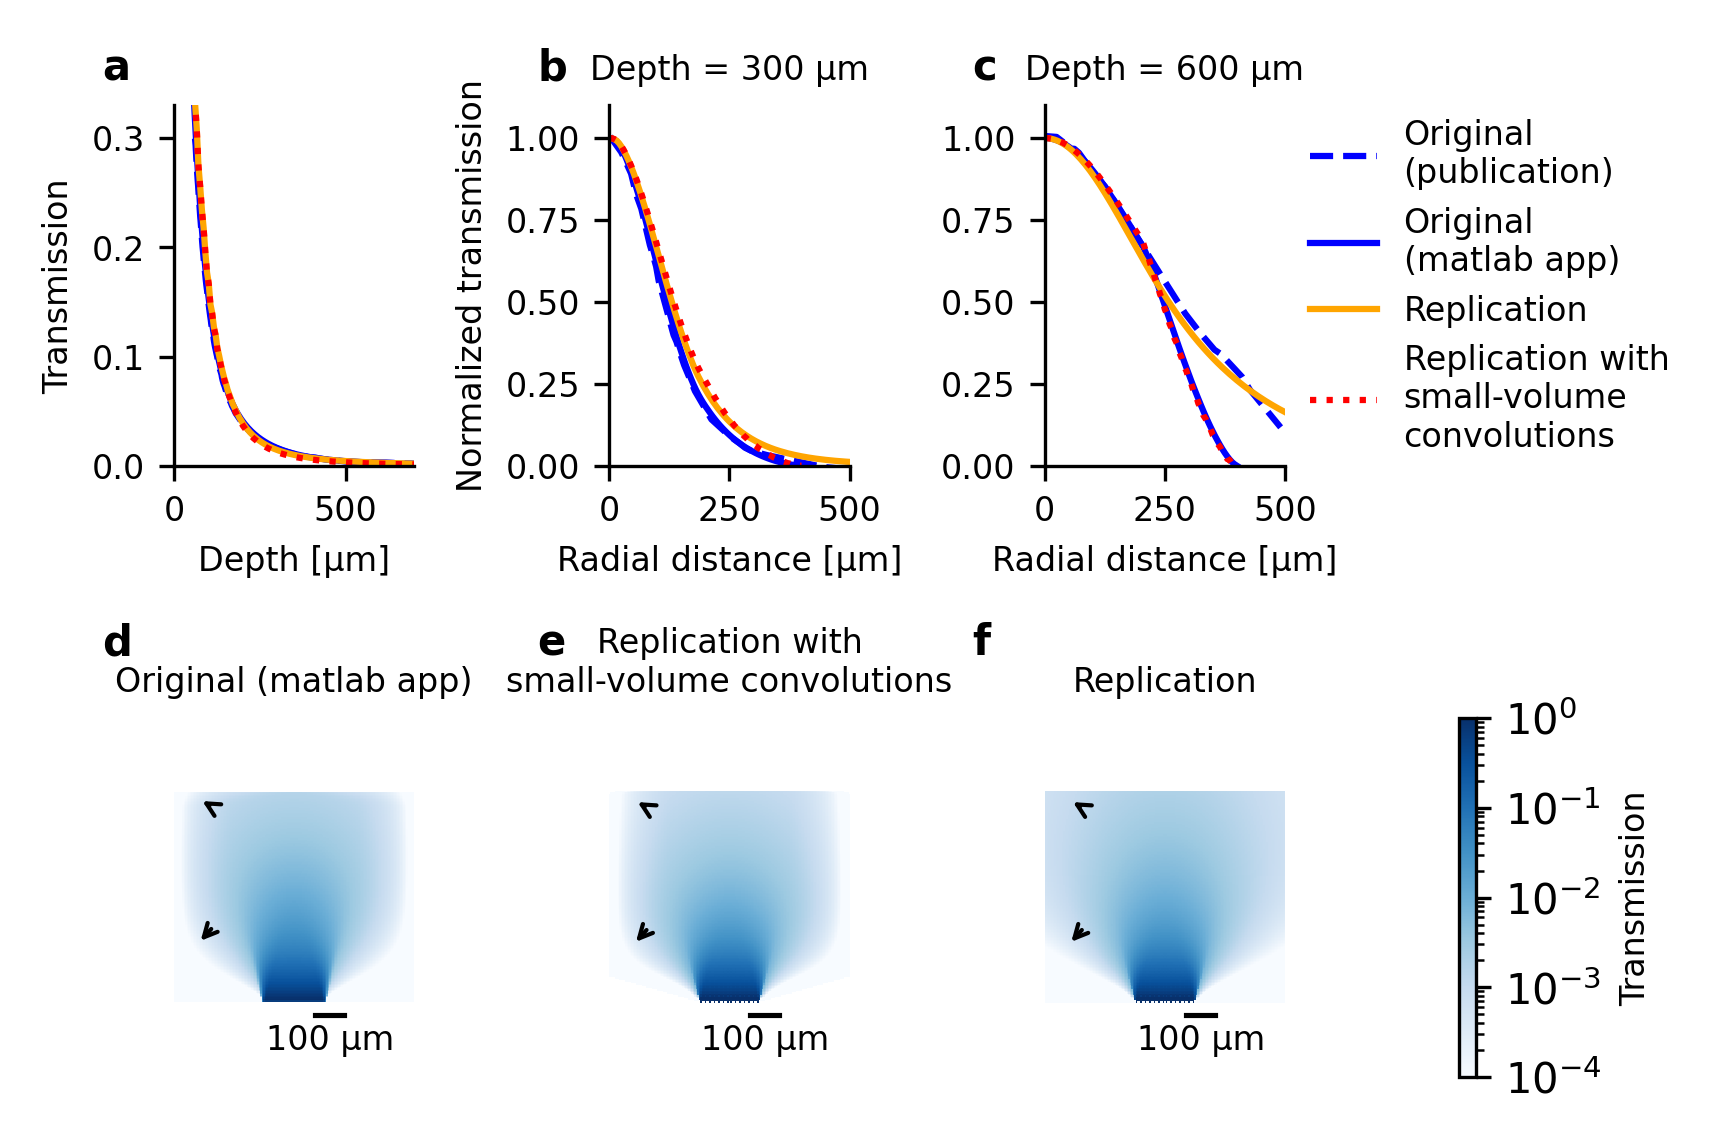 a
0.3
0.2
0.1
0.0
Transmission
0
500
Depth [µm]
b Depth = 300 µm
1.00
0.75
0.50
0.25
0.00
Normalized transmission
0
250
500
Radial distance [µm]
c Depth = 600 µm
1.00
0.75
0.50
0.25
0.00
0
250
500
Radial distance [µm]
Original
(publication)
Original
(matlab app)
Replication
Replication with
small-volume
convolutions
d
Original (matlab app)
100 µm
e Replication with
small-volume convolutions
100 µm
f
Replication
100 µm
10⁰
10⁻¹
10⁻²
10⁻³
10⁻⁴
Transmission